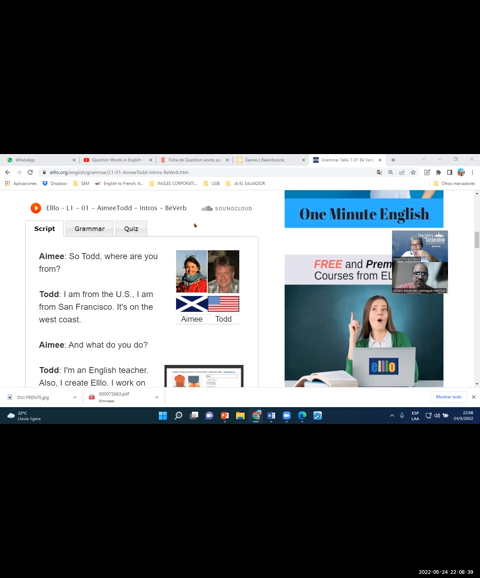 WhatsApp
Question Words in English
Ficha de Question words p
Games | Baamboozle
Grammar Talks 1-01 Be Verb
elllo.org/english/grammar/L1-01-AimeeTodd-Intros-BeVerb.htm
Aplicaciones
Dropbox
SEM
English to French, It
INGLES CORPORATI
UGB
JA EL SALVADOR
Otros marcadores
Elllo - L1 - 01 - AimeeTodd - Intros - BeVerb
SOUNDCLOUD
Script
Grammar
Quiz
Aimee: So Todd, where are you
from?
Todd: I am from the U.S., I am
from San Francisco. It's on the
west coast.
Aimee: And what do you do?
Todd: I'm an English teacher.
Also, I create Elllo. I work on
Aimee
Todd
One Minute English
FREE and Prem
Courses from EL
elllo
DUI FRENTE.jpg
Mostrar todo
22°C
Lluvia ligera
ESP
LAA
22:08
24/5/2022
2022-05-24 22:08:39